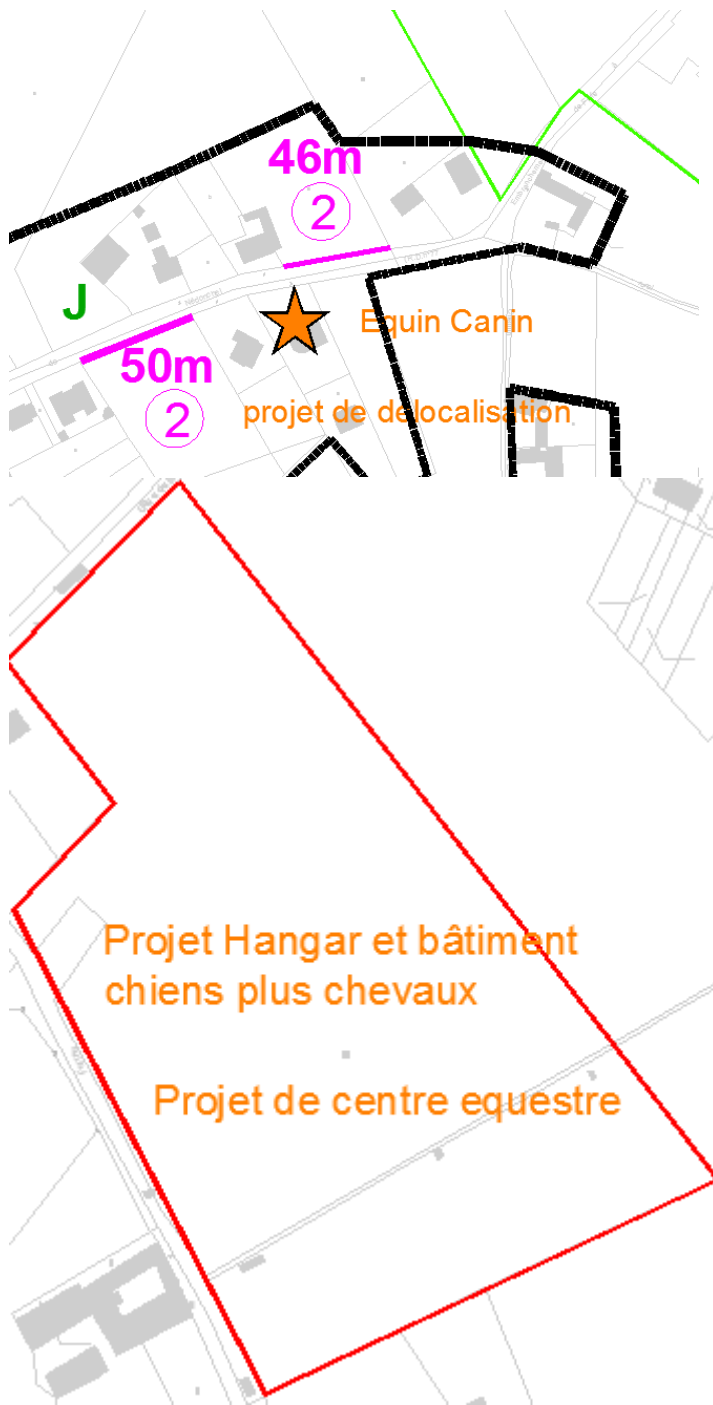 46m
2
J
Equin Canin
50m
2
projet de délocalisation
Projet Hangar et bâtiment
chiens plus chevaux
Projet de centre equestre